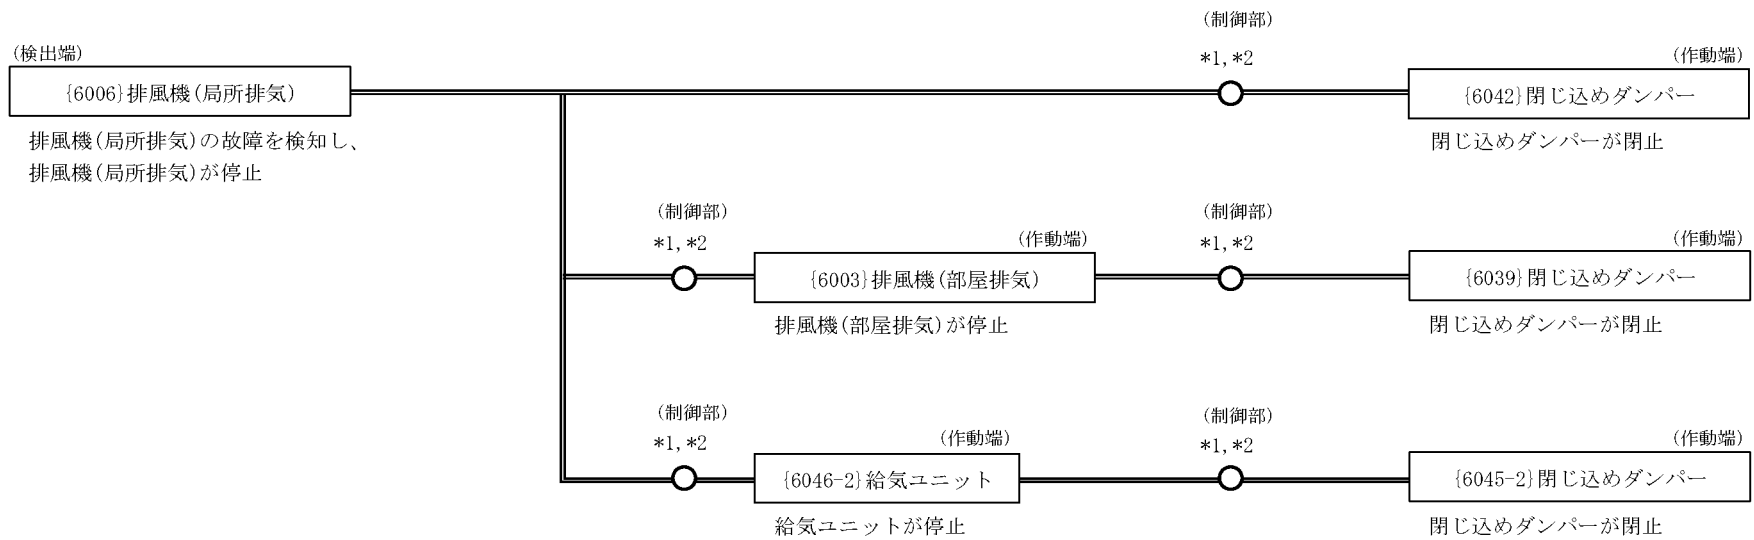 (制御部)
*1, *2
(検出端)
(作動端)
{6006}排風機(局所排気)
{6042}閉じ込めダンパー
排風機(局所排気)の故障を検知し、
排風機(局所排気)が停止
閉じ込めダンパーが閉止
(制御部)
*1, *2
(制御部)
*1, *2
(作動端)
(作動端)
{6003}排風機(部屋排気)
{6039}閉じ込めダンパー
排風機(部屋排気)が停止
閉じ込めダンパーが閉止
(制御部)
*1, *2
(制御部)
*1, *2
(作動端)
(作動端)
{6046-2}給気ユニット
{6045-2}閉じ込めダンパー
給気ユニットが停止
閉じ込めダンパーが閉止